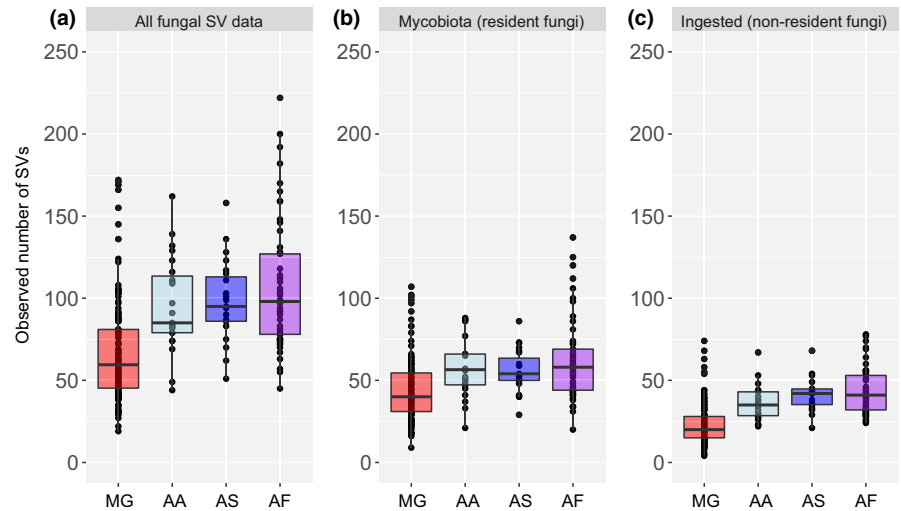 (a) All fungal SV data
(b) Mycobiota (resident fungi)
(c) Ingested (non-resident fungi)
Observed number of SVs
250
200
150
100
50
0
MG AA AS AF
250
200
150
100
50
0
MG AA AS AF
250
200
150
100
50
0
MG AA AS AF